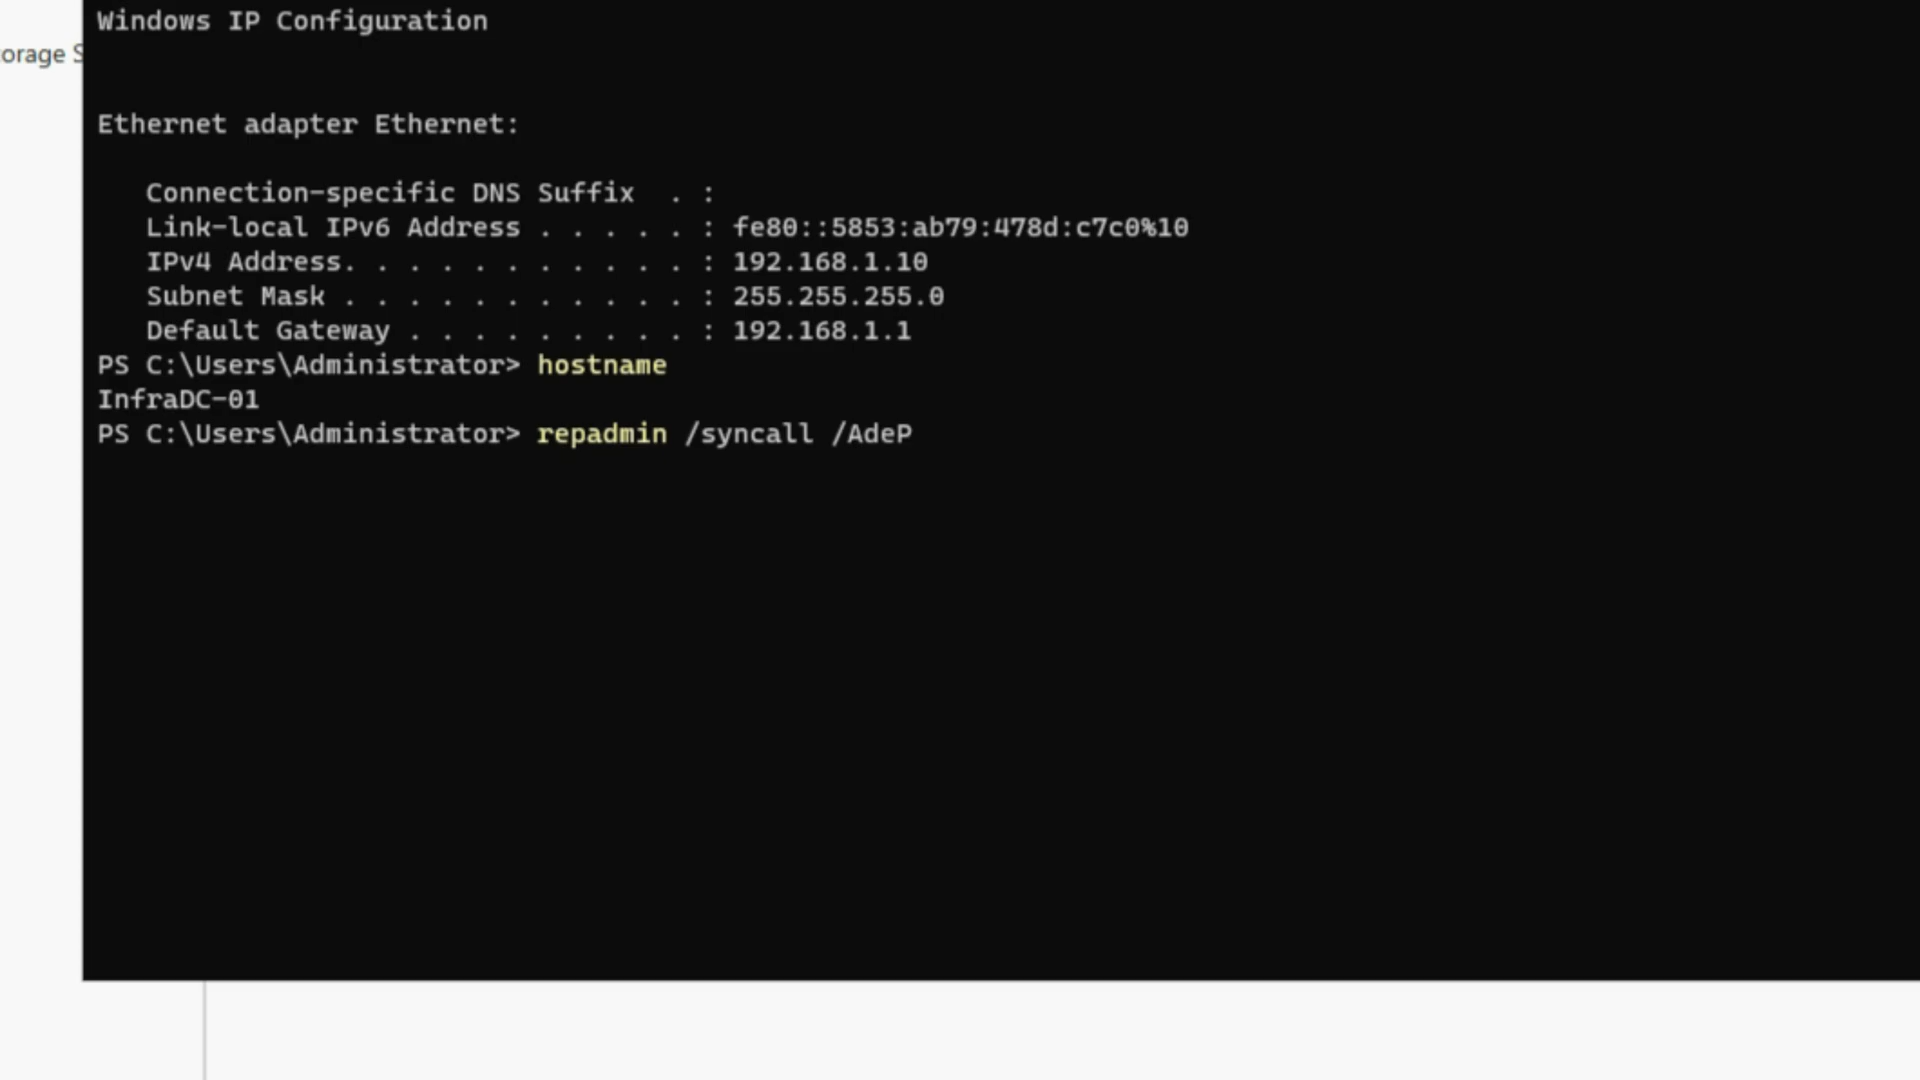 Windows IP Configuration
orage S
Ethernet adapter Ethernet:
Connection-specific DNS Suffix  . :
Link-local IPv6 Address . . . . . : fe80::5853:ab79:478d:c7c0%10
IPv4 Address. . . . . . . . . . . : 192.168.1.10
Subnet Mask . . . . . . . . . . . : 255.255.255.0
Default Gateway . . . . . . . . . : 192.168.1.1
PS C:\Users\Administrator> hostname
InfraDC-01
PS C:\Users\Administrator> repadmin /syncall /AdeP